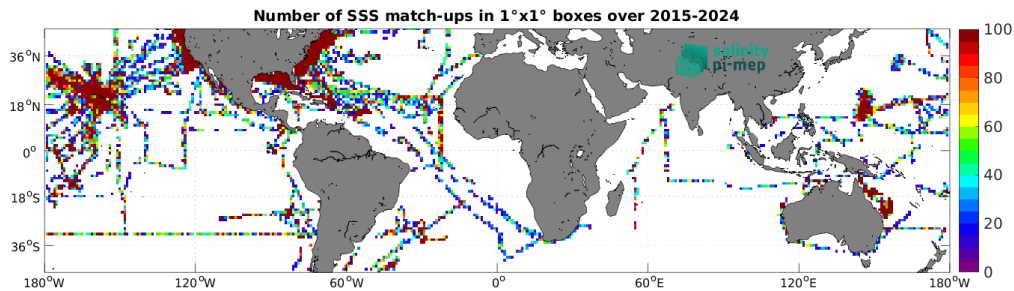 Number of SSS match-ups in 1°x1° boxes over 2015-2024
salinity
pi-mep
36°N
18°N
0°
18°S
36°S
180°W
120°W
60°W
0°
60°E
120°E
180°W
100
80
60
40
20
0